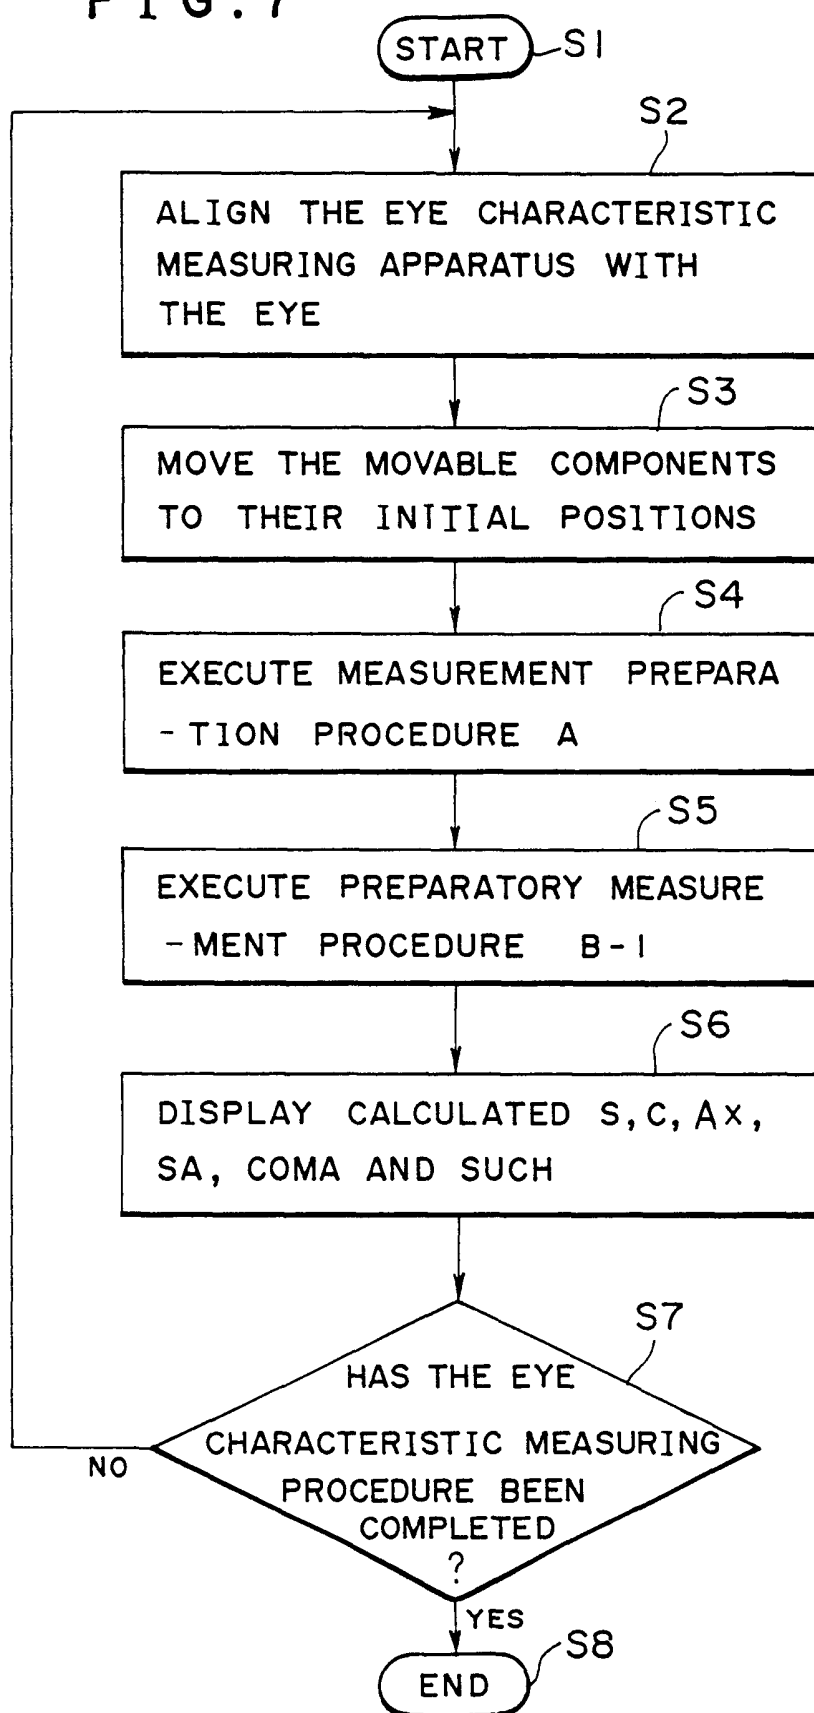 FIG. 7
START S1
S2
ALIGN THE EYE CHARACTERISTIC
MEASURING APPARATUS WITH
THE EYE
S3
MOVE THE MOVABLE COMPONENTS
TO THEIR INITIAL POSITIONS
S4
EXECUTE MEASUREMENT PREPARA
-TION PROCEDURE A
S5
EXECUTE PREPARATORY MEASURE
-MENT PROCEDURE B-1
S6
DISPLAY CALCULATED S, C, Ax,
SA, COMA AND SUCH
S7
HAS THE EYE
CHARACTERISTIC MEASURING
PROCEDURE BEEN
COMPLETED
?
NO
YES
S8
END